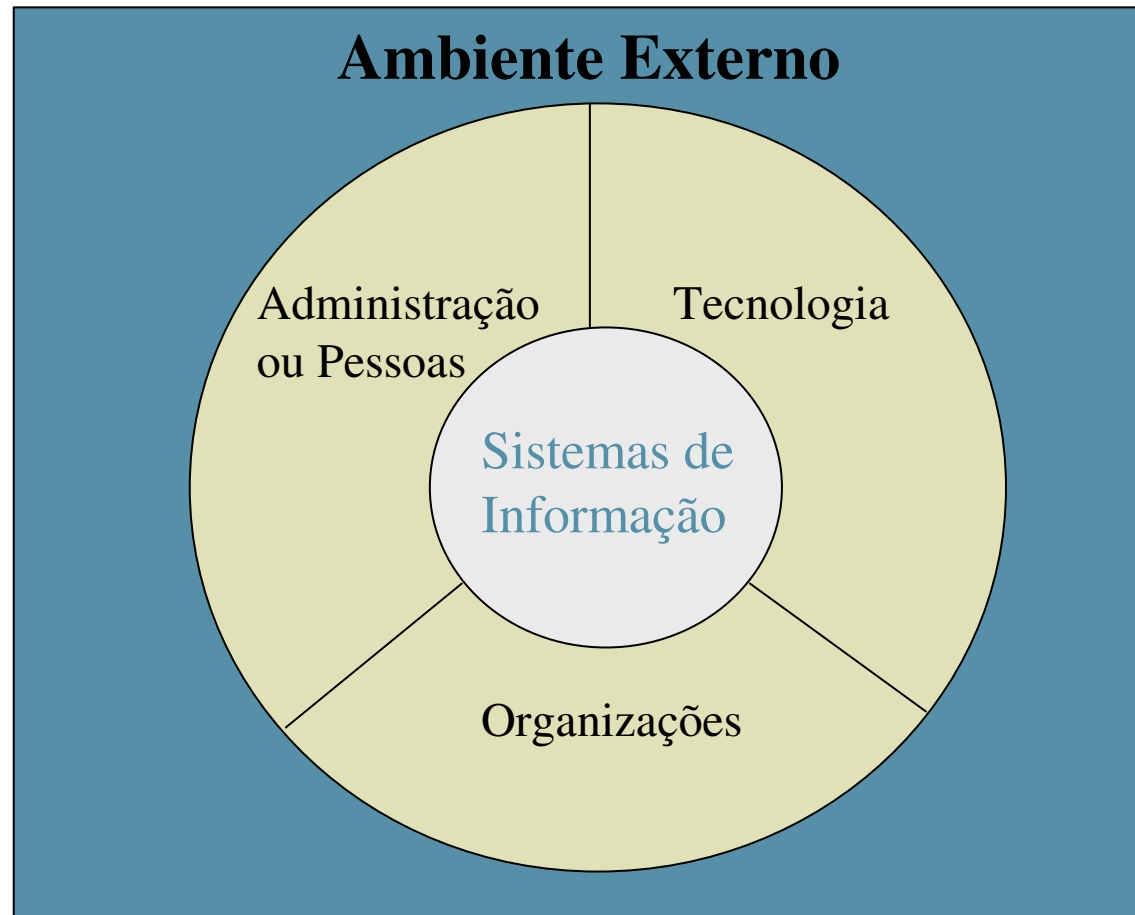 Ambiente Externo
Administração
ou Pessoas
Tecnologia
Sistemas de
Informação
Organizações